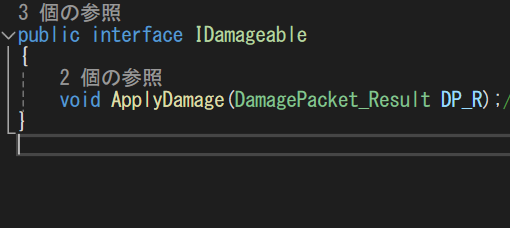 3 個の参照
public interface IDamageable
{
2 個の参照
void ApplyDamage(DamagePacket_Result DP_R);/
}